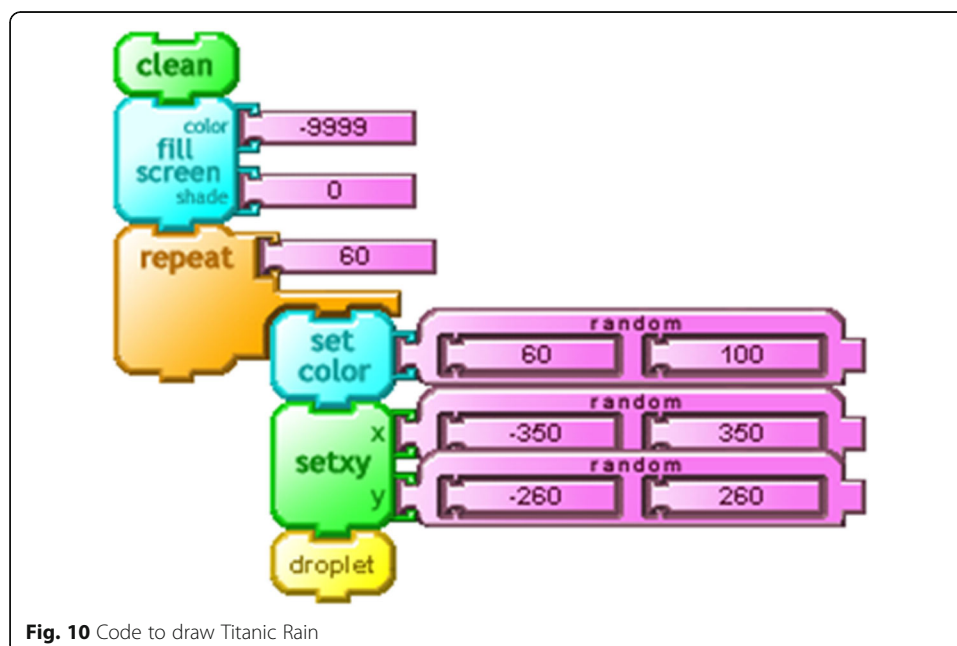 clean
color
-9999
fill
screen
shade
0
repeat
60
set
color
random
60 100
setxy
x
random
-350 350
y
random
-260 260
droplet
Fig. 10 Code to draw Titanic Rain